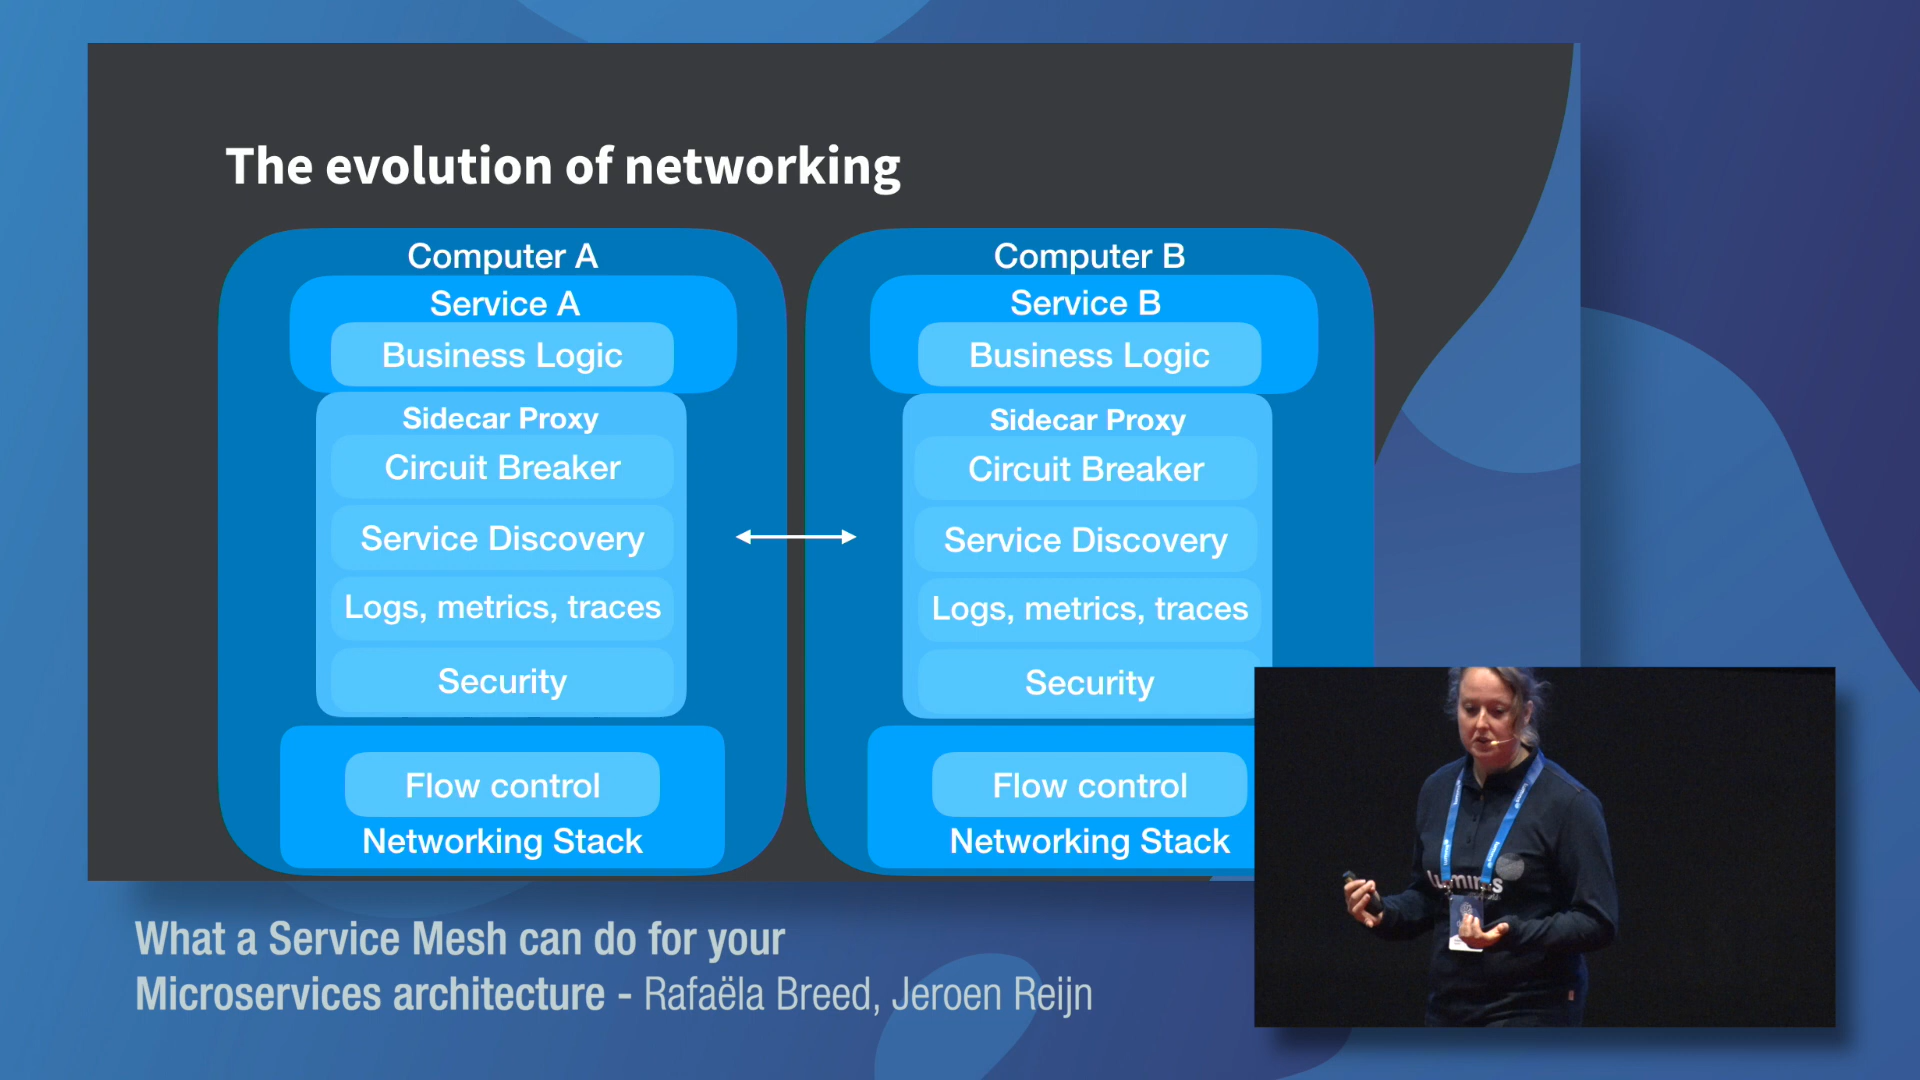 The evolution of networking
Computer A
Service A
Business Logic
Sidecar Proxy
Circuit Breaker
Service Discovery
Logs, metrics, traces
Security
Flow control
Networking Stack
Computer B
Service B
Business Logic
Sidecar Proxy
Circuit Breaker
Service Discovery
Logs, metrics, traces
Security
Flow control
Networking Stack
What a Service Mesh can do for your
Microservices architecture - Rafaëla Breed, Jeroen Reijn